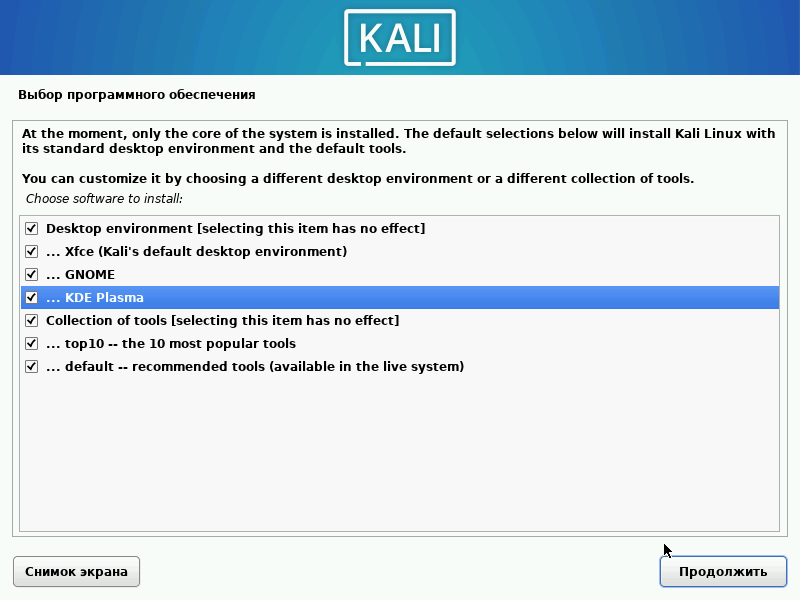 KALI
Выбор программного обеспечения
At the moment, only the core of the system is installed. The default selections below will install Kali Linux with
its standard desktop environment and the default tools.
You can customize it by choosing a different desktop environment or a different collection of tools.
Choose software to install:
Desktop environment [selecting this item has no effect]
... Xfce (Kali's default desktop environment)
... GNOME
... KDE Plasma
Collection of tools [selecting this item has no effect]
... top10 -- the 10 most popular tools
... default -- recommended tools (available in the live system)
Снимок экрана
Продолжить